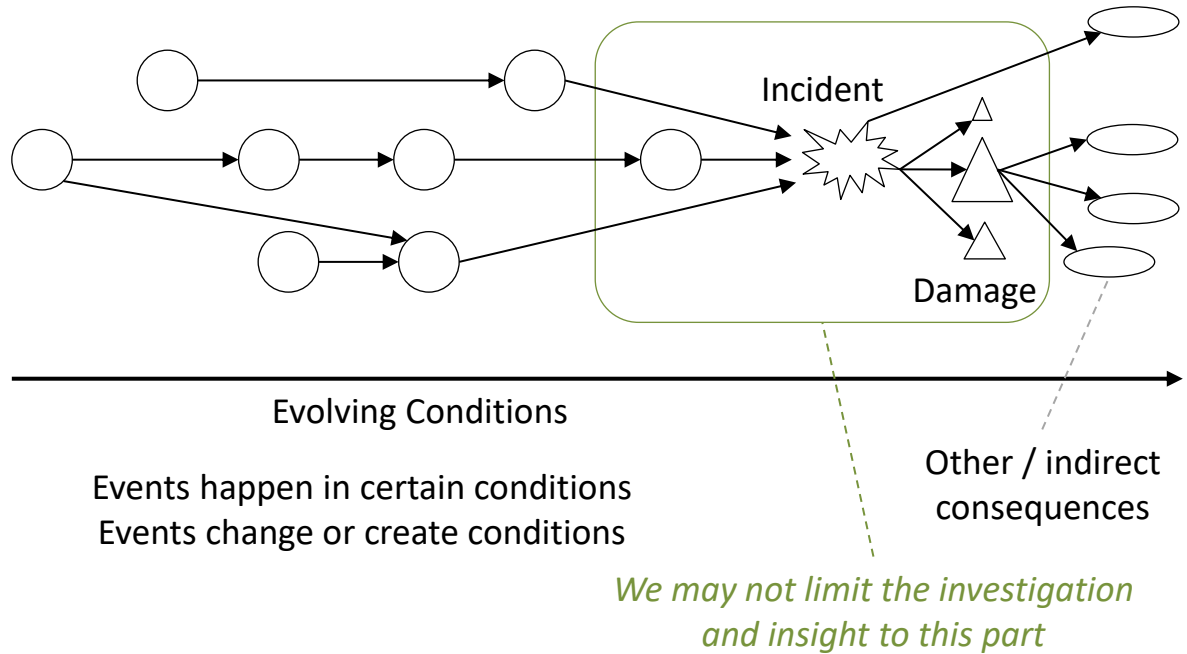 Incident
Damage
Evolving Conditions
Events happen in certain conditions
Events change or create conditions
Other / indirect
consequences
We may not limit the investigation
and insight to this part